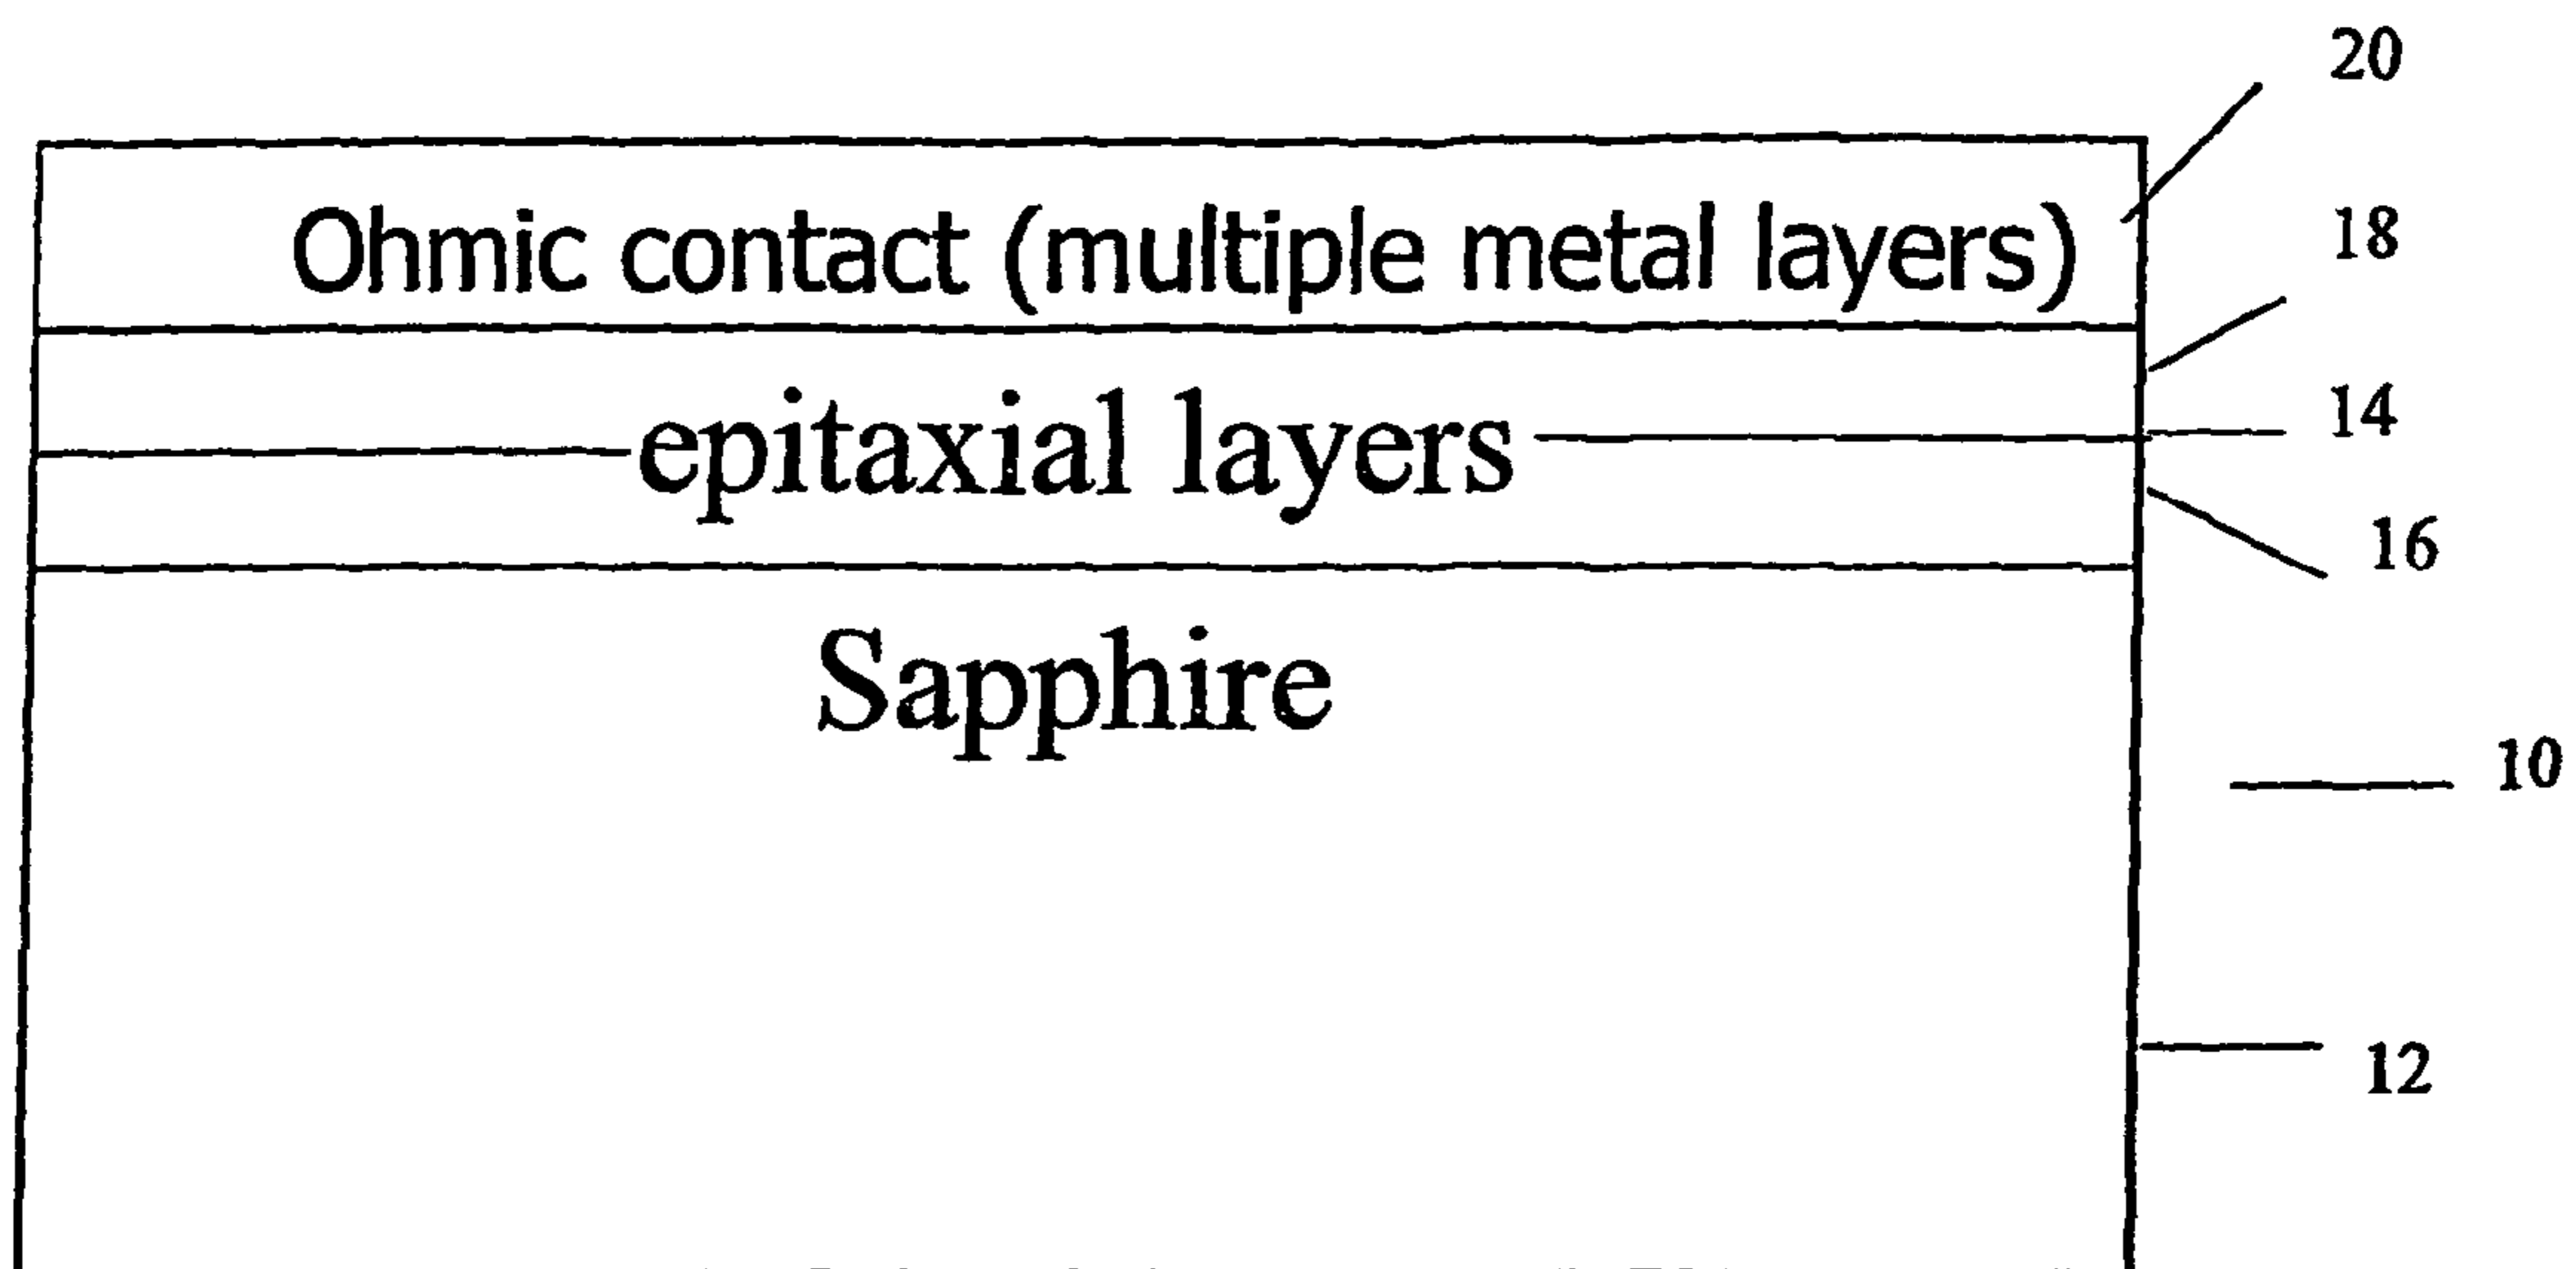 20
Ohmic contact (multiple metal layers)
18
epitaxial layers
14
16
Sapphire
10
12